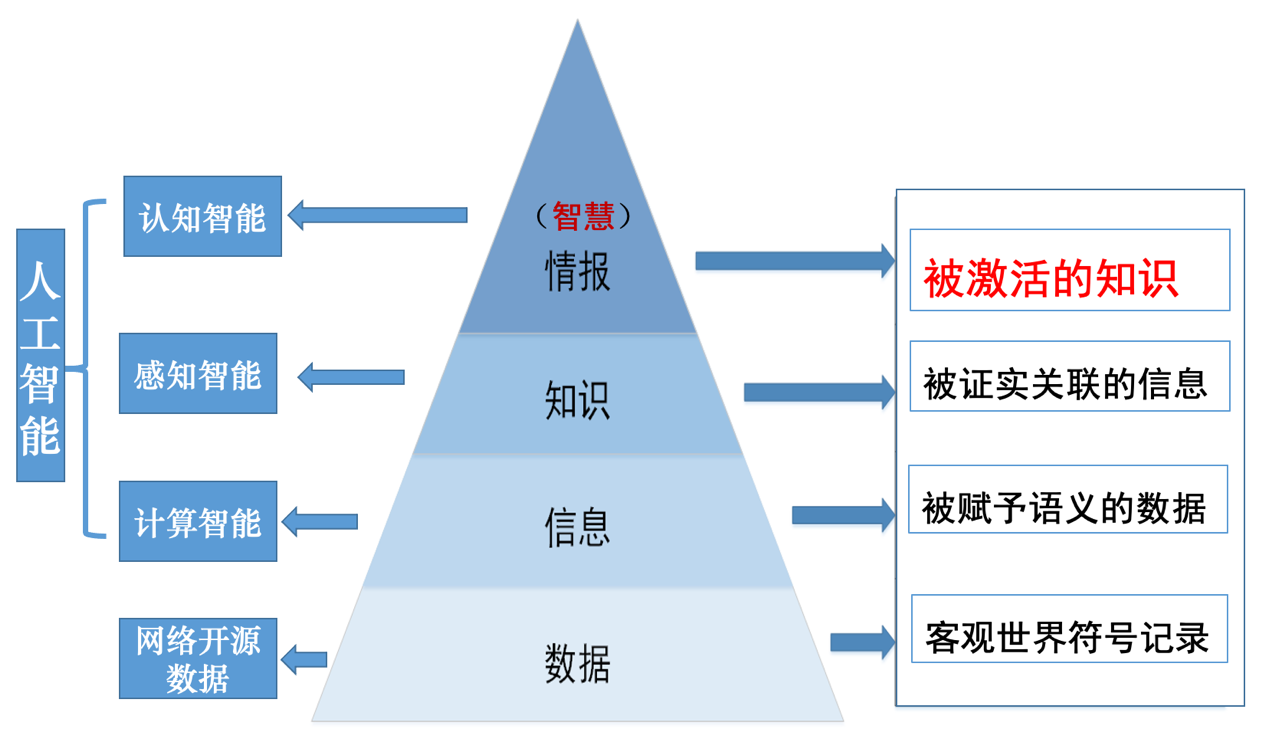 人工智能
认知智能
感知智能
计算智能
网络开源
数据
（智慧）
情报
知识
信息
数据
被激活的知识
被证实关联的信息
被赋予语义的数据
客观世界符号记录